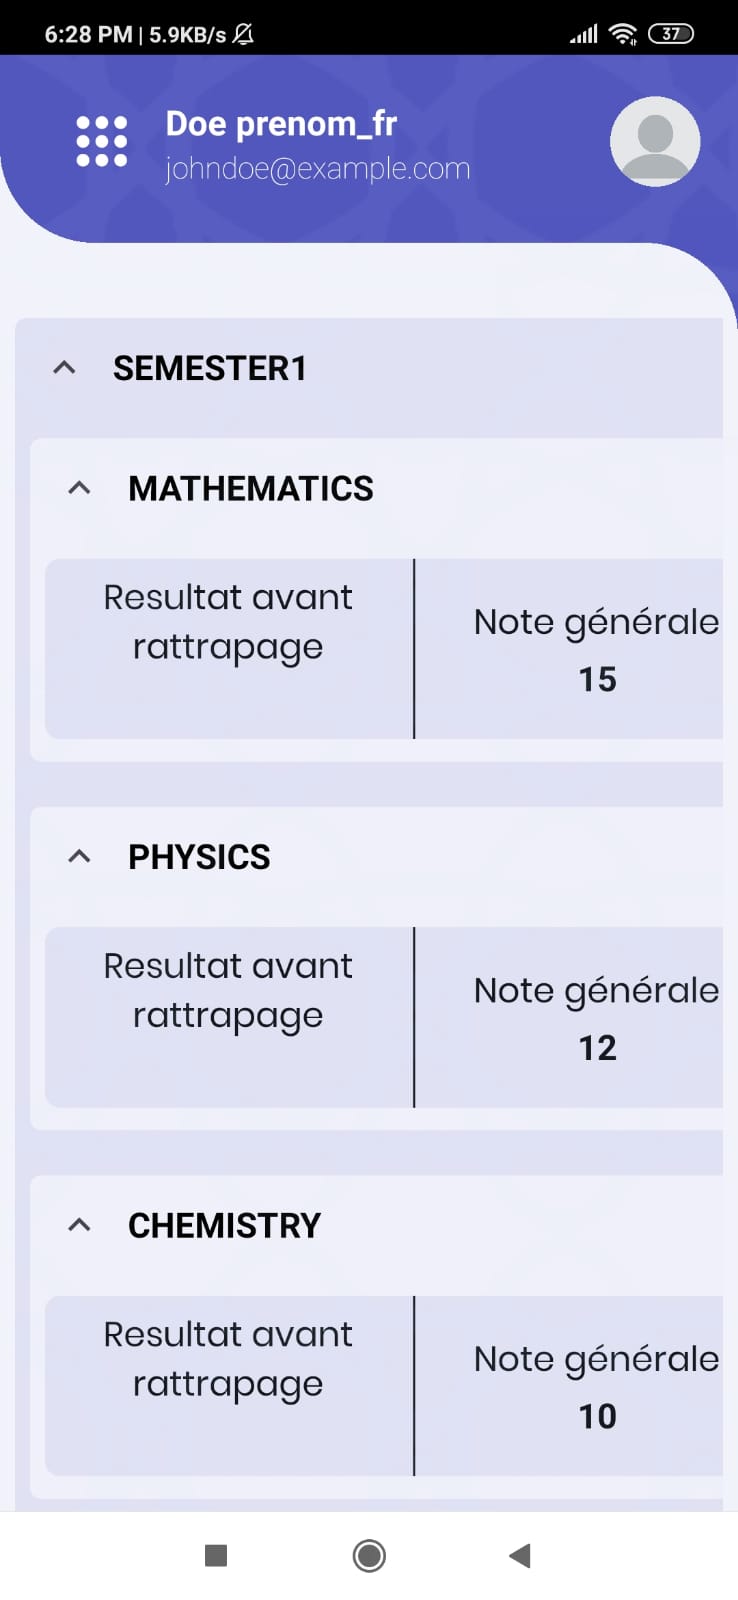 6:28 PM | 5.9KB/s
37
Doe prenom_fr
johndoe@example.com
SEMESTER1
MATHEMATICS
Resultat avant
rattrapage
Note générale
15
PHYSICS
Resultat avant
rattrapage
Note générale
12
CHEMISTRY
Resultat avant
rattrapage
Note générale
10